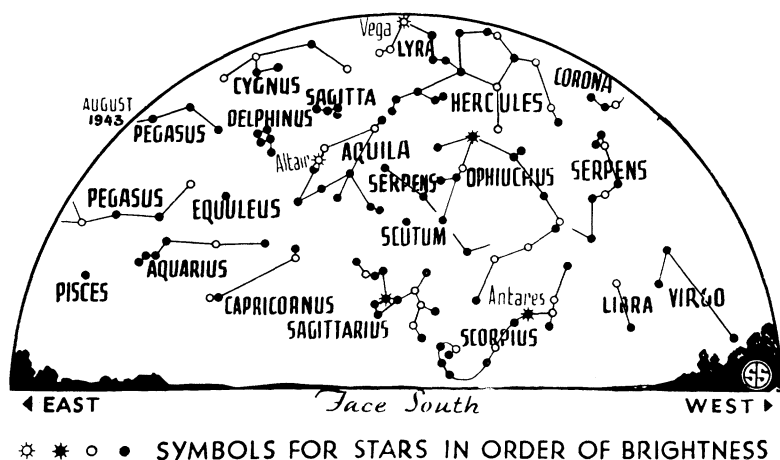 Vega
LYRA
CYGNUS
CORONA
SAGITTA
HERCULES
AUGUST
1943
DELPHINUS
PEGASUS
Altair
AQUILA
SERPENS
OPHIUCHUS
SERPENS
PEGASUS
EQUULEUS
SCUTUM
AQUARIUS
PISCES
CAPRICORNUS
Antares
LIBRA
VIRGO
SAGITTARIUS
SCORPIUS
SS
EAST
Face South
WEST
SYMBOLS FOR STARS IN ORDER OF BRIGHTNESS